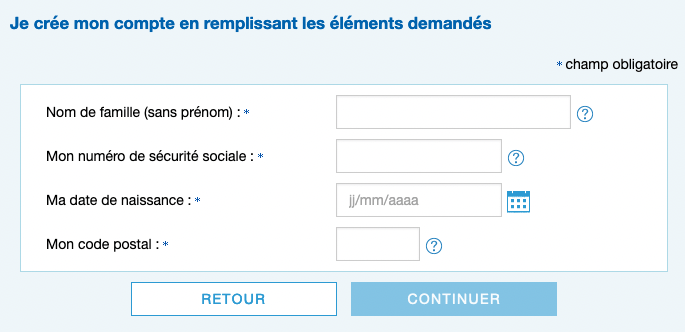 Je crée mon compte en remplissant les éléments demandés
* champ obligatoire
Nom de famille (sans prénom) : * ?
Mon numéro de sécurité sociale : * ?
Ma date de naissance : * jj/mm/aaaa
Mon code postal : * ?
RETOUR CONTINUER